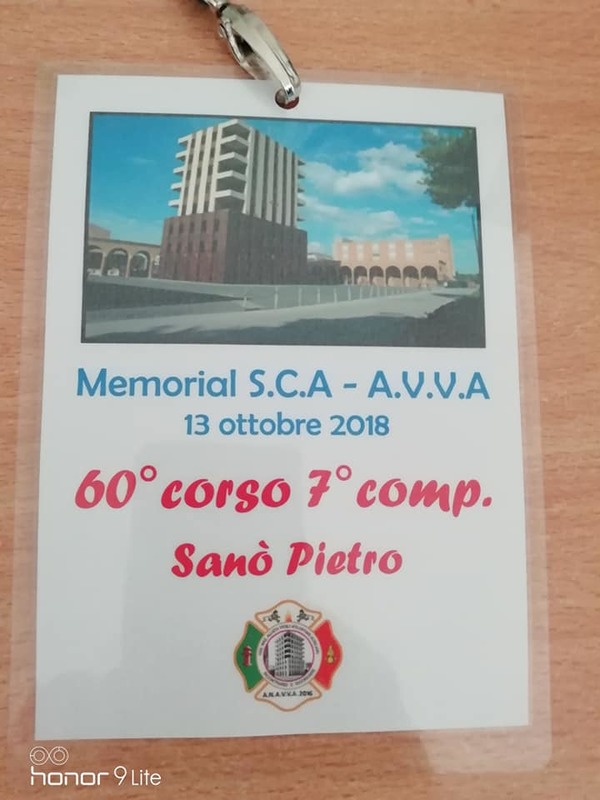 Memorial S.C.A - A.V.V.A
13 ottobre 2018
60° corso 7° comp.
Sanò Pietro
A.N.A.V.V.A. 2016
honor 9 Lite